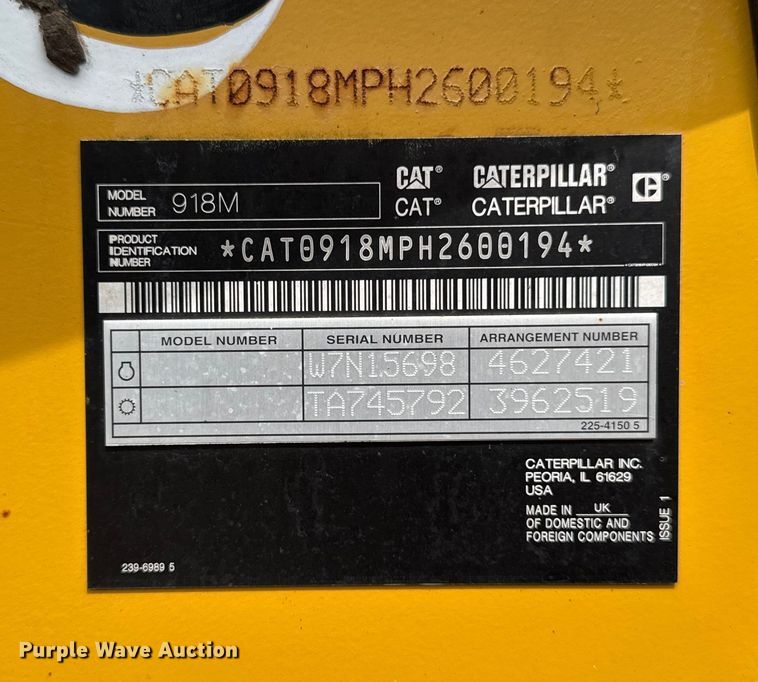 *CAT0918MPH2600194*
CAT® CATERPILLAR®
MODEL NUMBER 918M
CAT® CATERPILLAR®
PRODUCT IDENTIFICATION NUMBER *CAT0918MPH2600194*
*CAT0918MPH2600194*
MODEL NUMBER SERIAL NUMBER ARRANGEMENT NUMBER
W7N15698 4627421
TA745792 3962519
225-4150 5
CATERPILLAR INC.
PEORIA, IL 61629
USA
MADE IN UK
OF DOMESTIC AND
FOREIGN COMPONENTS
ISSUE 1
239-6989 5
Purple Wave Auction